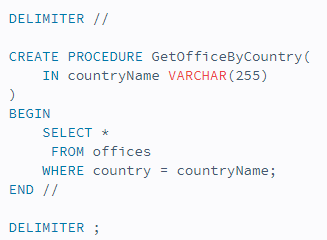 DELIMITER //

CREATE PROCEDURE GetOfficeByCountry(
    IN countryName VARCHAR(255)
)
BEGIN
    SELECT *
     FROM offices
    WHERE country = countryName;
END //

DELIMITER ;